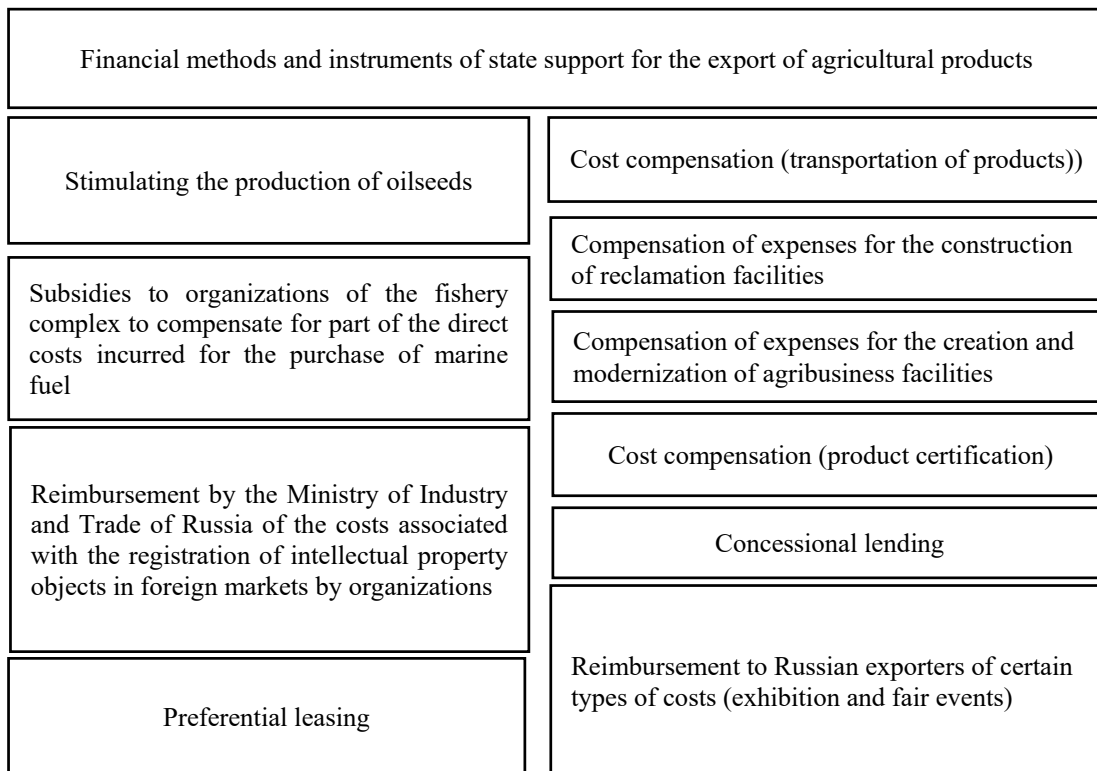 Financial methods and instruments of state support for the export of agricultural products
Stimulating the production of oilseeds
Subsidies to organizations of the fishery
complex to compensate for part of the direct
costs incurred for the purchase of marine
fuel
Reimbursement by the Ministry of Industry
and Trade of Russia of the costs associated
with the registration of intellectual property
objects in foreign markets by organizations
Preferential leasing
Cost compensation (transportation of products))
Compensation of expenses for the construction
of reclamation facilities
Compensation of expenses for the creation and
modernization of agribusiness facilities
Cost compensation (product certification)
Concessional lending
Reimbursement to Russian exporters of certain
types of costs (exhibition and fair events)